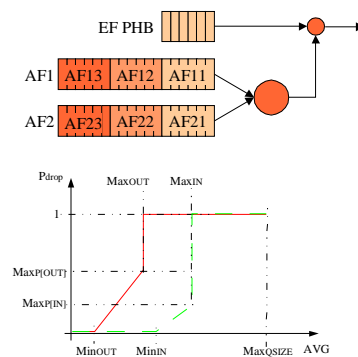 EF PHB
AF1 AF13 AF12 AF11
AF2 AF23 AF22 AF21
Pdrop MaxOUT MaxIN
1
MaxP[OUT]
MaxP[IN]
MinOUT MinIN MaxQSIZE AVG